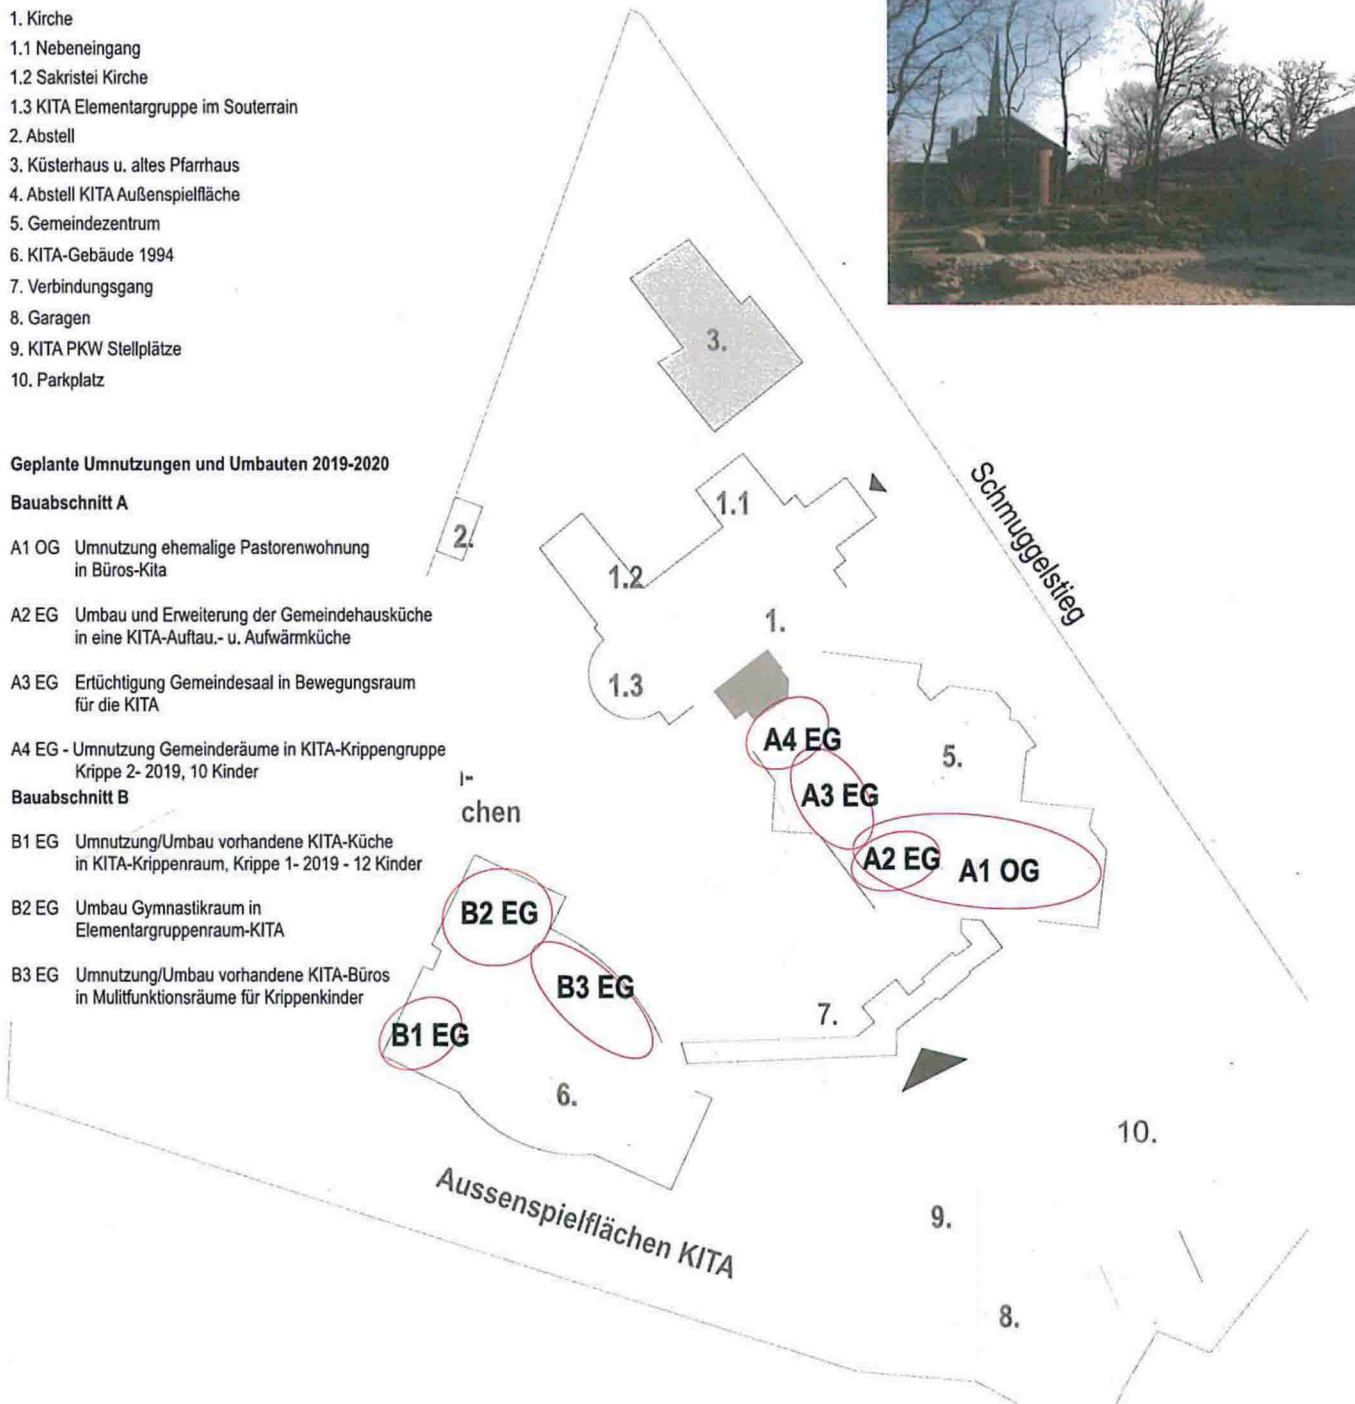 1. Kirche
1.1 Nebeneingang
1.2 Sakristei Kirche
1.3 KITA Elementargruppe im Souterrain
2. Abstell
3. Küsterhaus u. altes Pfarrhaus
4. Abstell KITA Außenspielfläche
5. Gemeindezentrum
6. KITA-Gebäude 1994
7. Verbindungsgang
8. Garagen
9. KITA PKW Stellplätze
10. Parkplatz
Geplante Umnutzungen und Umbauten 2019-2020
Bauabschnitt A
A1 OG Umnutzung ehemalige Pastorenwohnung
in Büros-Kita
A2 EG Umbau und Erweiterung der Gemeindehausküche
in eine KITA-Auftau.- u. Aufwärmküche
A3 EG Ertüchtigung Gemeindesaal in Bewegungsraum
für die KITA
A4 EG - Umnutzung Gemeinderäume in KITA-Krippengruppe
Krippe 2- 2019, 10 Kinder
Bauabschnitt B
B1 EG Umnutzung/Umbau vorhandene KITA-Küche
in KITA-Krippenraum, Krippe 1- 2019 - 12 Kinder
B2 EG Umbau Gymnastikraum in
Elementargruppenraum-KITA
B3 EG Umnutzung/Umbau vorhandene KITA-Büros
in Mulitfunktionsräume für Krippenkinder
3.
Schmuggelstieg
1.1
2.
1.2
1.
1.3
A4 EG
5.
A3 EG
chen
A2 EG
A1 OG
B2 EG
B3 EG
7.
B1 EG
6.
10.
Aussenspielflächen KITA
9.
8.